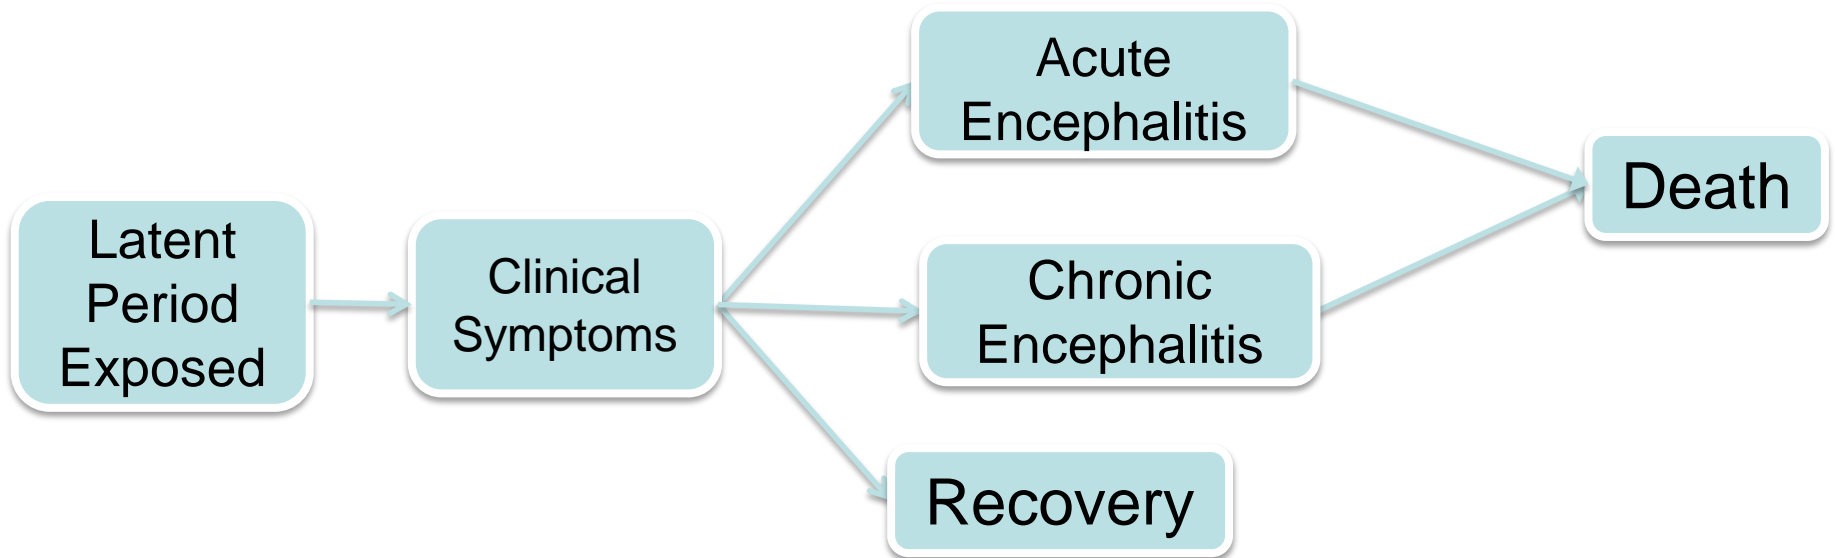 Latent
Period
Exposed
Clinical
Symptoms
Acute
Encephalitis
Chronic
Encephalitis
Recovery
Death